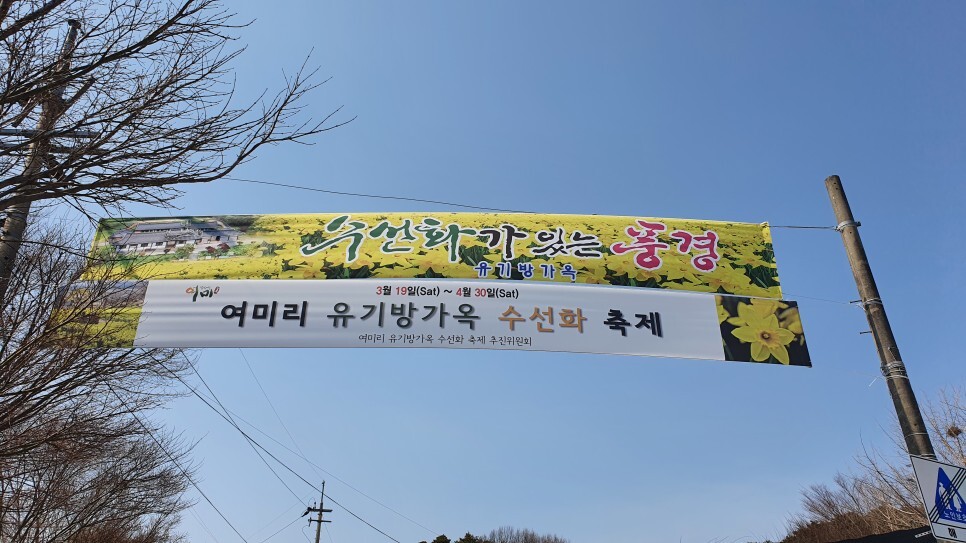 수선화가 있는 풍경
유기방가옥
여미
3월 19일(Sat) ~ 4월 30일(Sat)
여미리 유기방가옥 수선화 축제
여미리 유기방가옥 수선화 축제 추진위원회